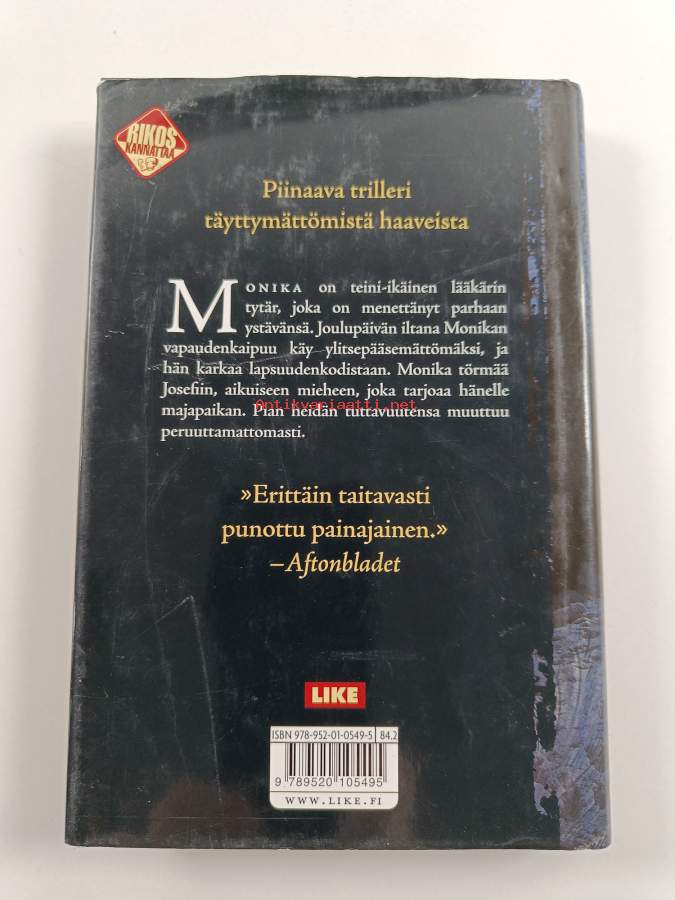 RIKOS
KANNATTAA
Piinaava trilleri
täyttymättömistä haaveista
MONIKA on teini-ikäinen lääkärin
tytär, joka on menettänyt parhaan
ystävänsä. Joulupäivän iltana Monikan
vapaudenkaipuu käy ylitsepääsemättömäksi, ja
hän karkaa lapsuudenkodistaan. Monika törmää
Josefiin, aikuiseen mieheen, joka tarjoaa hänelle
majapaikan. Pian heidän tuttavuutensa muuttuu
peruuttamattomasti.
Antikvariaatti.net
»Erittäin taitavasti
punottu painajainen.»
–Aftonbladet
LIKE
ISBN 978-952-01-0549-5 84.2
9 789520 105495
WWW.LIKE.FI